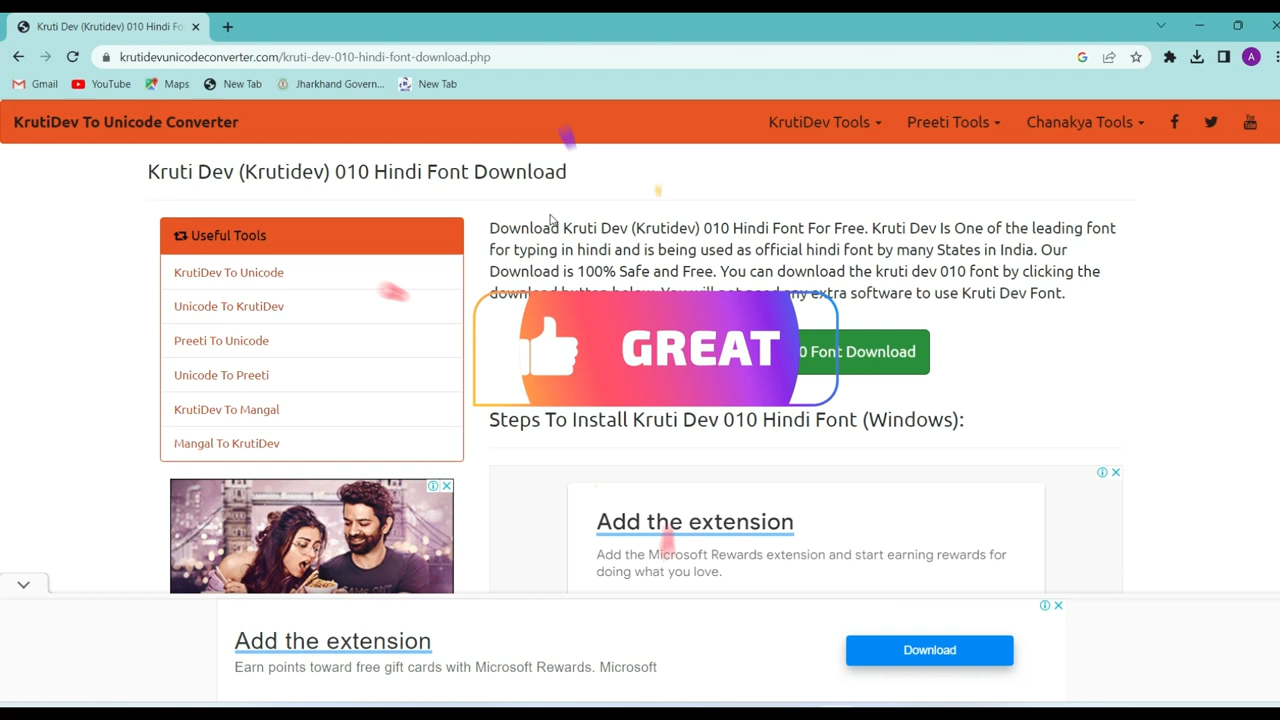 Kruti Dev (Krutidev) 010 Hindi Fo
krutidevunicodeconverter.com/kruti-dev-010-hindi-font-download.php
A
Gmail
YouTube
Maps
New Tab
Jharkhand Govern...
New Tab
KrutiDev To Unicode Converter
KrutiDev Tools
Preeti Tools
Chanakya Tools
Kruti Dev (Krutidev) 010 Hindi Font Download
Useful Tools
KrutiDev To Unicode
Unicode To KrutiDev
Preeti To Unicode
Unicode To Preeti
KrutiDev To Mangal
Mangal To KrutiDev
Download Kruti Dev (Krutidev) 010 Hindi Font For Free. Kruti Dev Is One of the leading font
for typing in hindi and is being used as official hindi font by many States in India. Our
Download is 100% Safe and Free. You can download the kruti dev 010 font by clicking the
extra software to use Kruti Dev Font.
GREAT
0 Font Download
Steps To Install Kruti Dev 010 Hindi Font (Windows):
Add the extension
Add the Microsoft Rewards extension and start earning rewards for
doing what you love.
Add the extension
Earn points toward free gift cards with Microsoft Rewards. Microsoft
Download